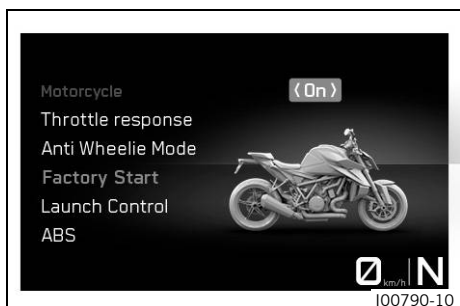 Motorcycle
〈 On 〉
Throttle response
Anti Wheelie Mode
Factory Start
Launch Control
ABS
0 km/h N
I00790-10